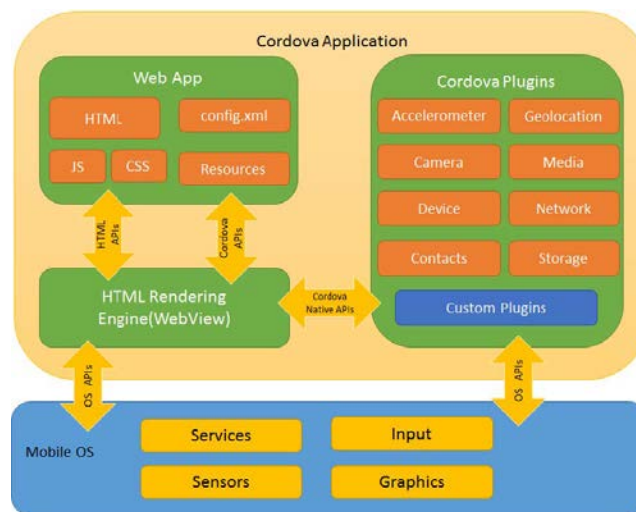 Cordova Application
Web App
HTML
config.xml
JS
CSS
Resources
HTML
APIs
Cordova
APIs
HTML Rendering
Engine(WebView)
Cordova
Native APIs
Cordova Plugins
Accelerometer
Geolocation
Camera
Media
Device
Network
Contacts
Storage
Custom Plugins
OS APIs
OS APIs
Mobile OS
Services
Input
Sensors
Graphics